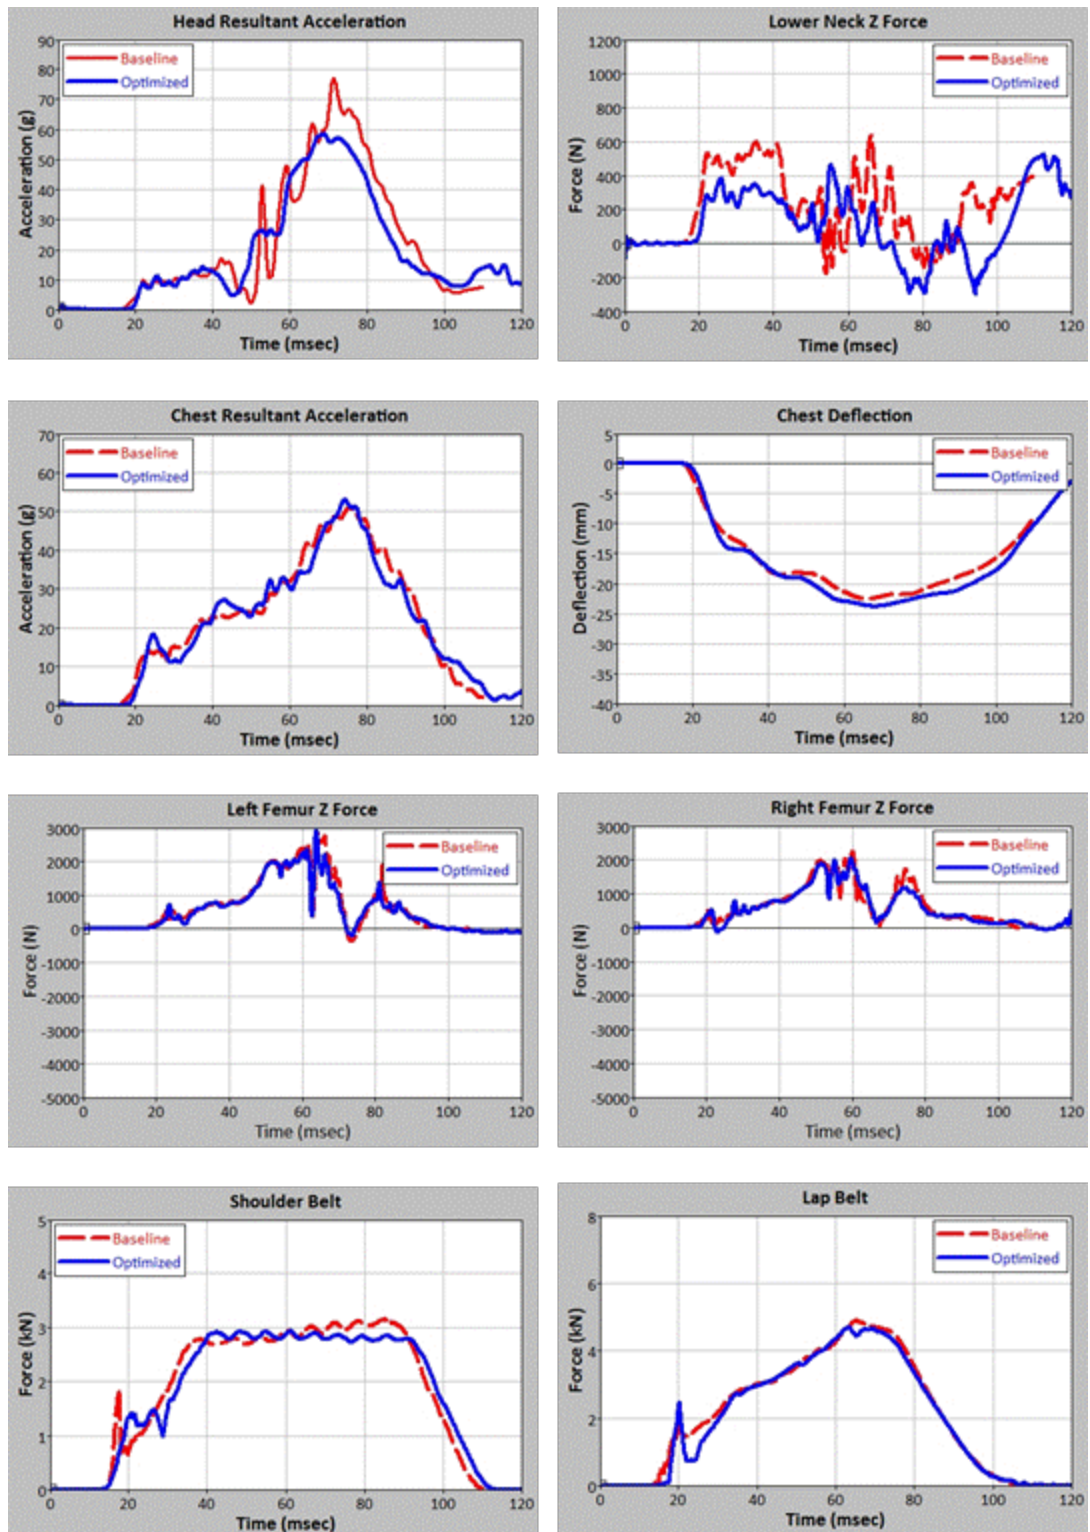 Head Resultant Acceleration
Acceleration (g)
90
80
70
60
50
40
30
20
10
0
Baseline
Optimized
0 20 40 60 80 100 120
Time (msec)
Lower Neck Z Force
Force (N)
1200
1000
800
600
400
200
0
-200
-400
Baseline
Optimized
0 20 40 60 80 100 120
Time (msec)
Chest Resultant Acceleration
Acceleration (g)
70
60
50
40
30
20
10
0
Baseline
Optimized
0 20 40 60 80 100 120
Time (msec)
Chest Deflection
Deflection (mm)
5
0
-5
-10
-15
-20
-25
-30
-35
-40
Baseline
Optimized
0 20 40 60 80 100 120
Time (msec)
Left Femur Z Force
Force (N)
3000
2000
1000
0
-1000
-2000
-3000
-4000
-5000
Baseline
Optimized
0 20 40 60 80 100 120
Time (msec)
Right Femur Z Force
Force (N)
3000
2000
1000
0
-1000
-2000
-3000
-4000
-5000
Baseline
Optimized
0 20 40 60 80 100 120
Time (msec)
Shoulder Belt
Force (kN)
5
4
3
2
1
0
Baseline
Optimized
0 20 40 60 80 100 120
Time (msec)
Lap Belt
Force (kN)
8
6
4
2
0
Baseline
Optimized
0 20 40 60 80 100 120
Time (msec)